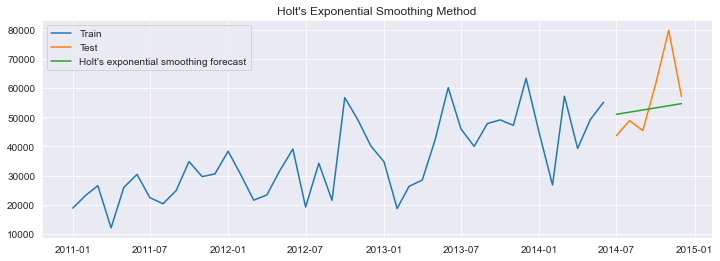 Holt's Exponential Smoothing Method
Train
Test
Holt's exponential smoothing forecast
80000
70000
60000
50000
40000
30000
20000
10000
2011-01 2011-07 2012-01 2012-07 2013-01 2013-07 2014-01 2014-07 2015-01